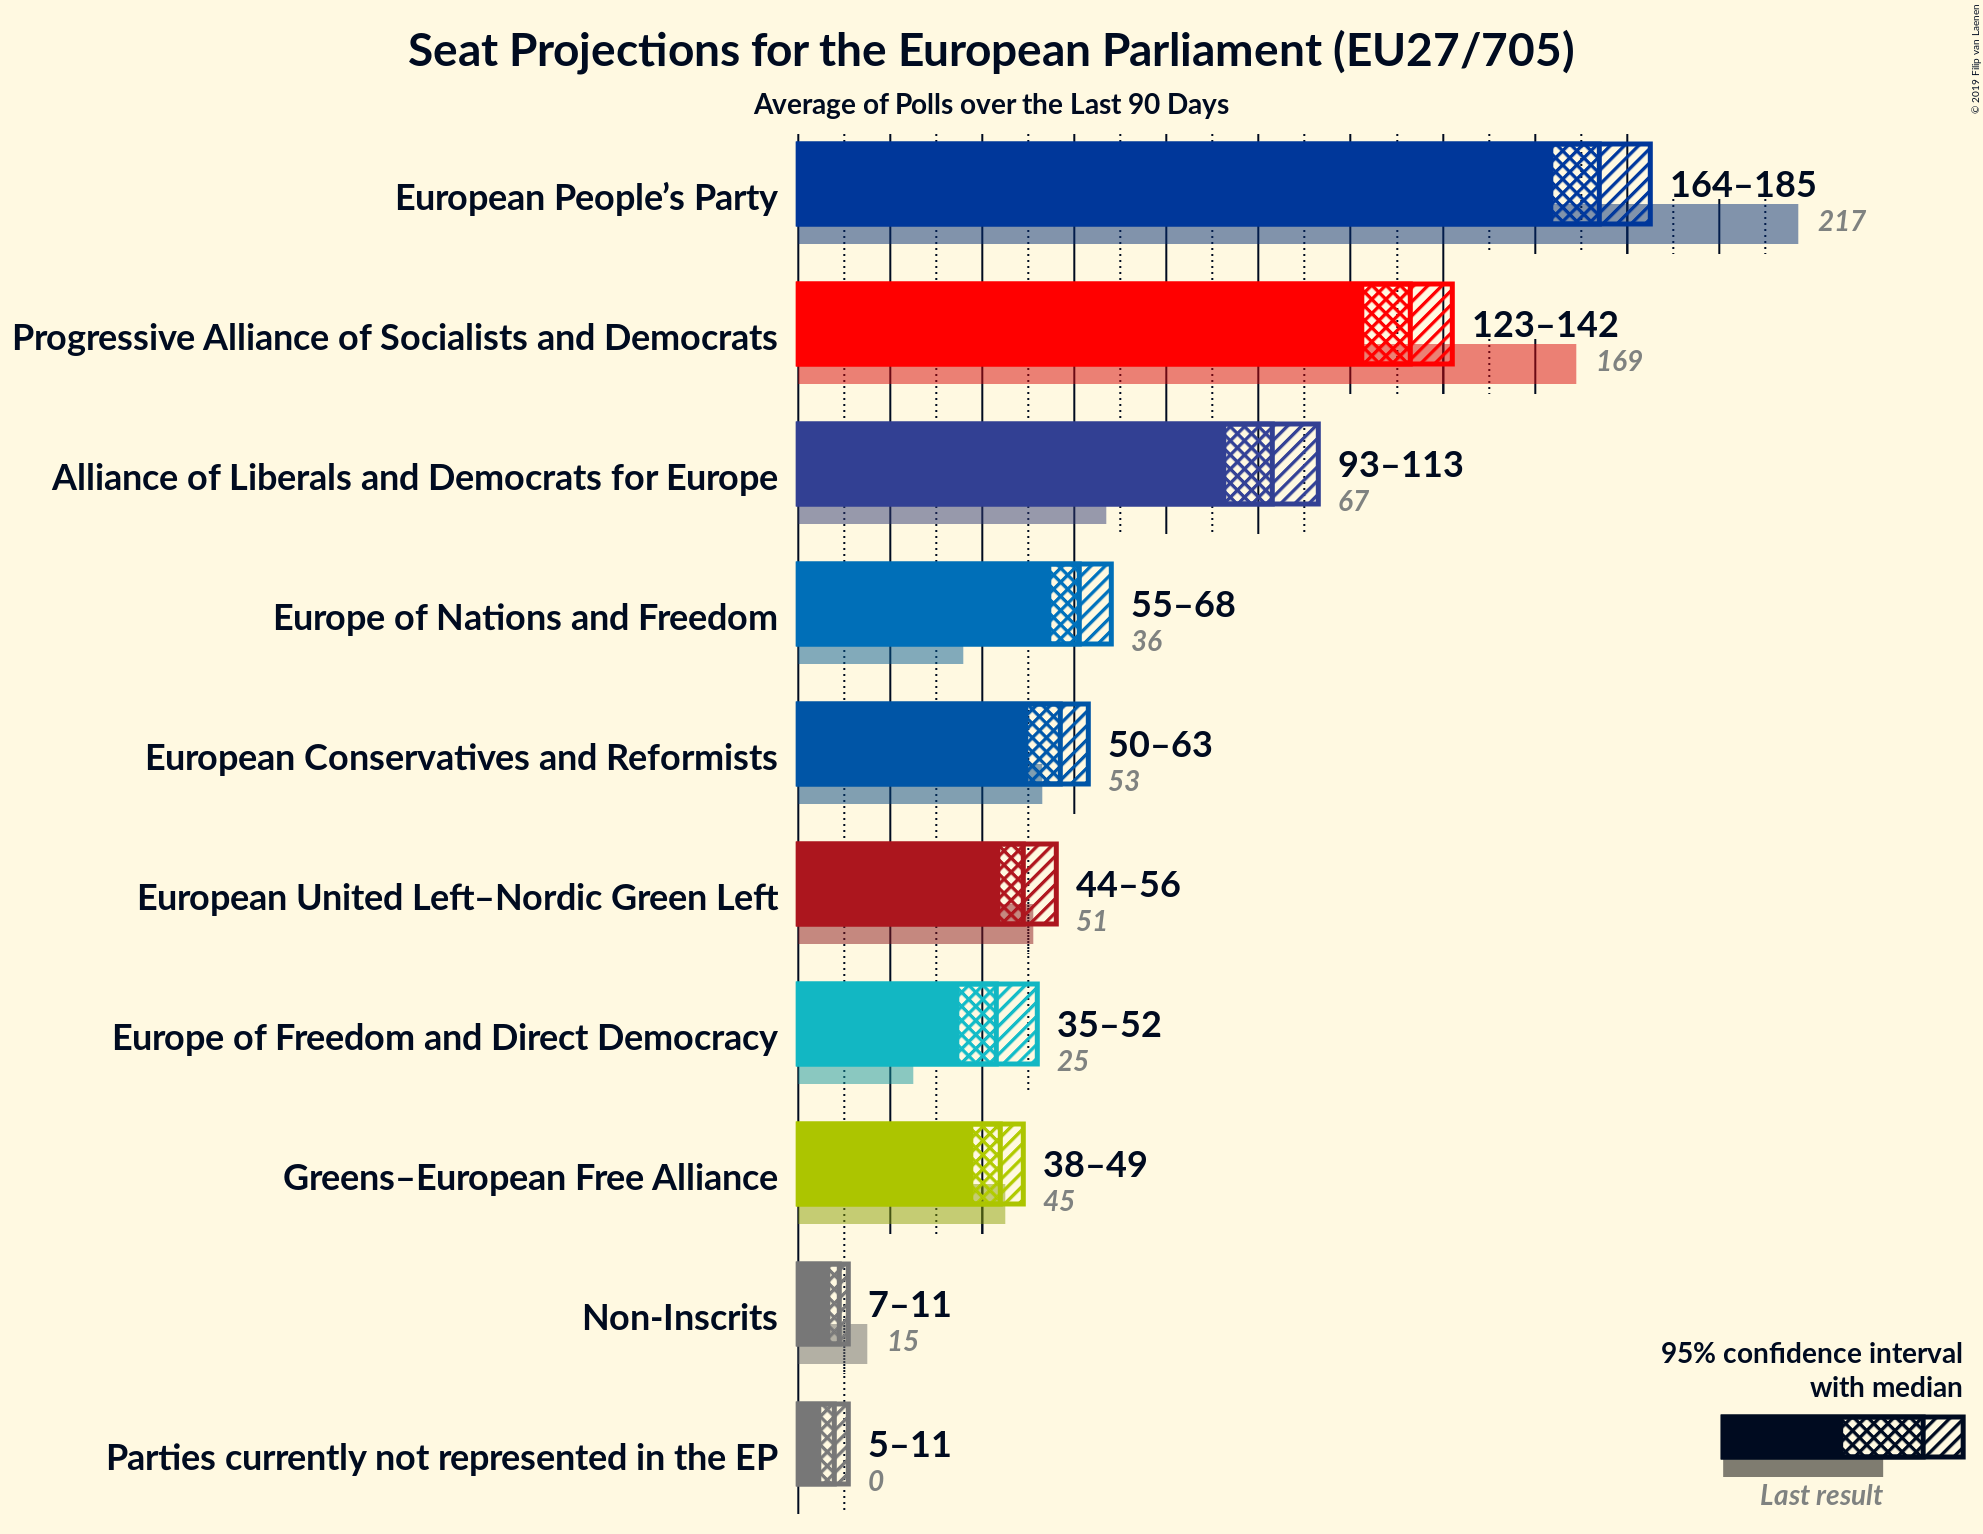 Seat Projections for the European Parliament (EU27/705)
Average of Polls over the Last 90 Days
© 2019 Filip van Laenen
European People’s Party
164–185
217
Progressive Alliance of Socialists and Democrats
123–142
169
Alliance of Liberals and Democrats for Europe
93–113
67
Europe of Nations and Freedom
55–68
36
European Conservatives and Reformists
50–63
53
European United Left–Nordic Green Left
44–56
51
Europe of Freedom and Direct Democracy
35–52
25
Greens–European Free Alliance
38–49
45
Non-Inscrits
7–11
15
Parties currently not represented in the EP
5–11
0
95% confidence interval
with median
Last result